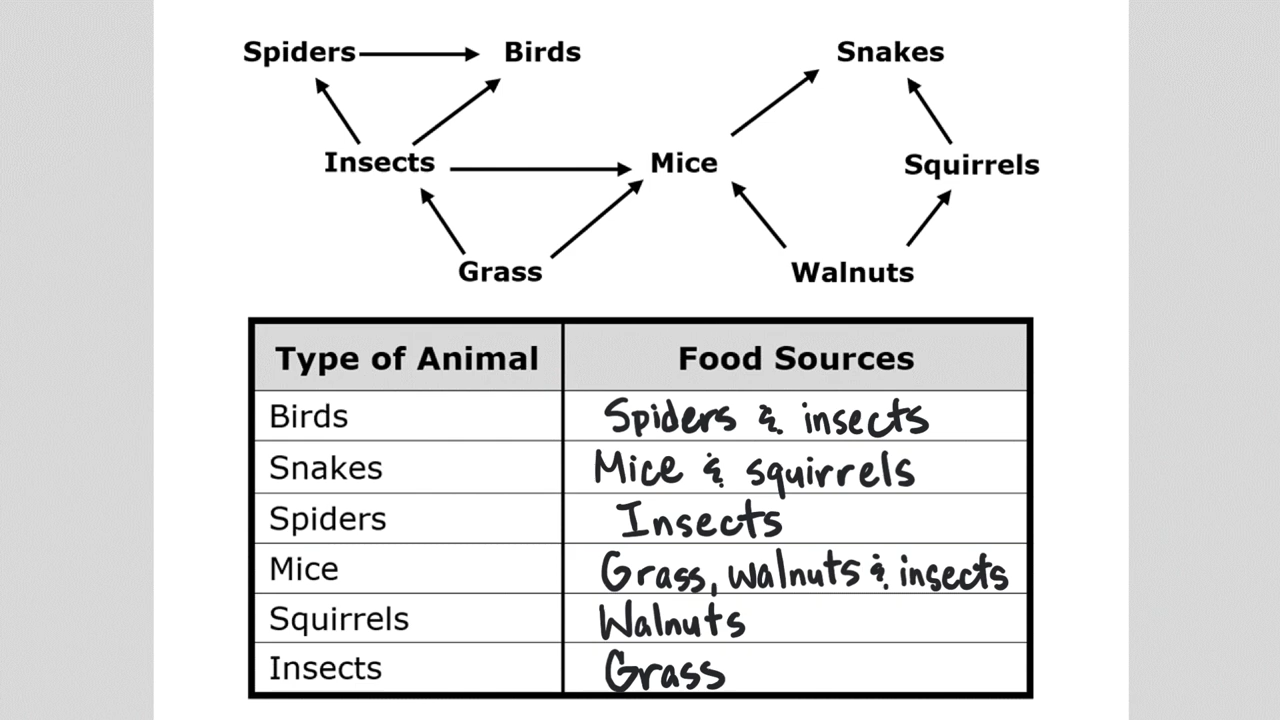 Spiders Birds Snakes
Insects Mice Squirrels
Grass Walnuts
Type of Animal Food Sources
Birds Spiders & insects
Snakes Mice & squirrels
Spiders Insects
Mice Grass, walnuts & insects
Squirrels Walnuts
Insects Grass